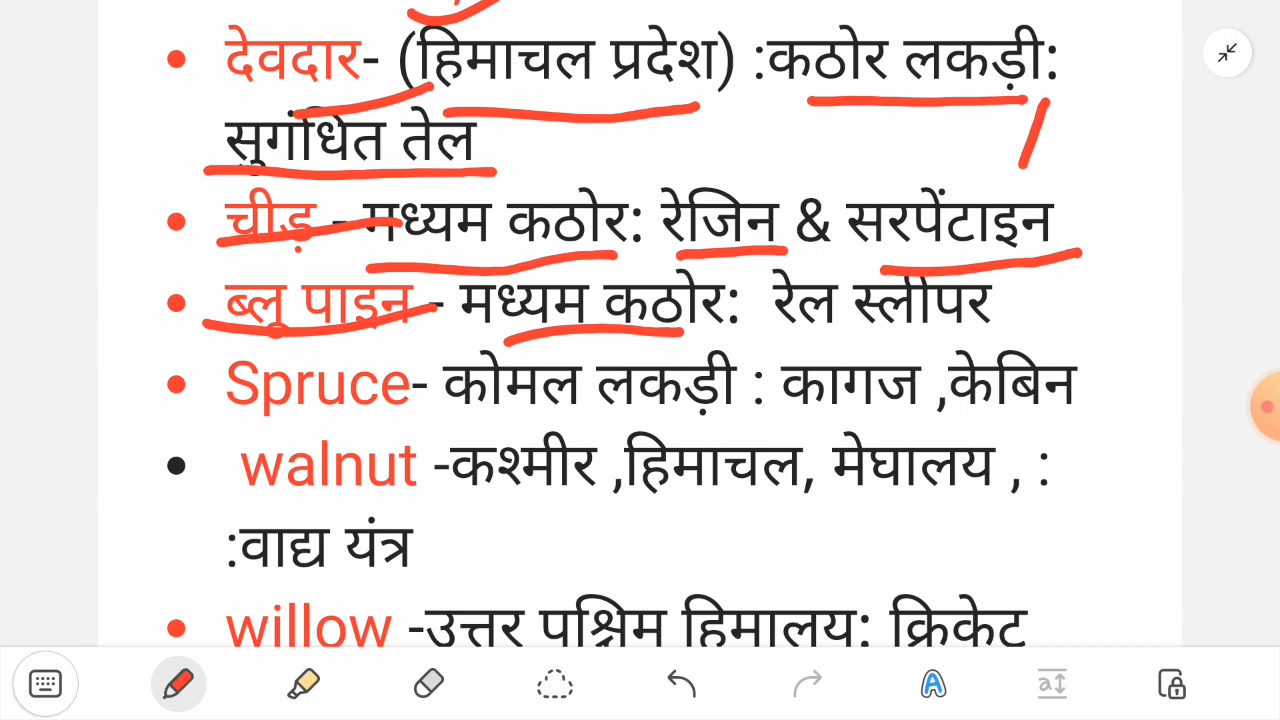 देवदार- (हिमाचल प्रदेश) :कठोर लकड़ी:
सुगंधित तेल
चीड़ - मध्यम कठोर: रेजिन & सरपेंटाइन
ब्लू पाइन - मध्यम कठोर: रेल स्लीपर
Spruce- कोमल लकड़ी : कागज ,केबिन
walnut -कश्मीर ,हिमाचल, मेघालय , :
:वाद्य यंत्र
willow -उत्तर पश्चिम हिमालय: क्रिकेट